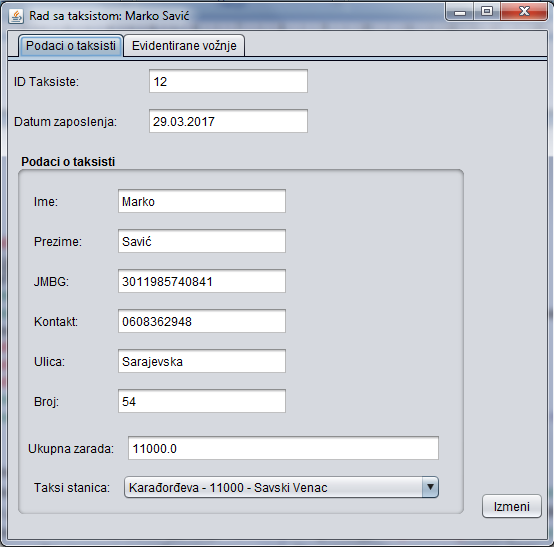 Rad sa taksistom: Marko Savić
Podaci o taksisti
Evidentirane vožnje
ID Taksiste: 12
Datum zaposlenja: 29.03.2017
Podaci o taksisti
Ime: Marko
Prezime: Savić
JMBG: 3011985740841
Kontakt: 0608362948
Ulica: Sarajevska
Broj: 54
Ukupna zarada: 11000.0
Taksi stanica: Karađorđeva - 11000 - Savski Venac
Izmeni